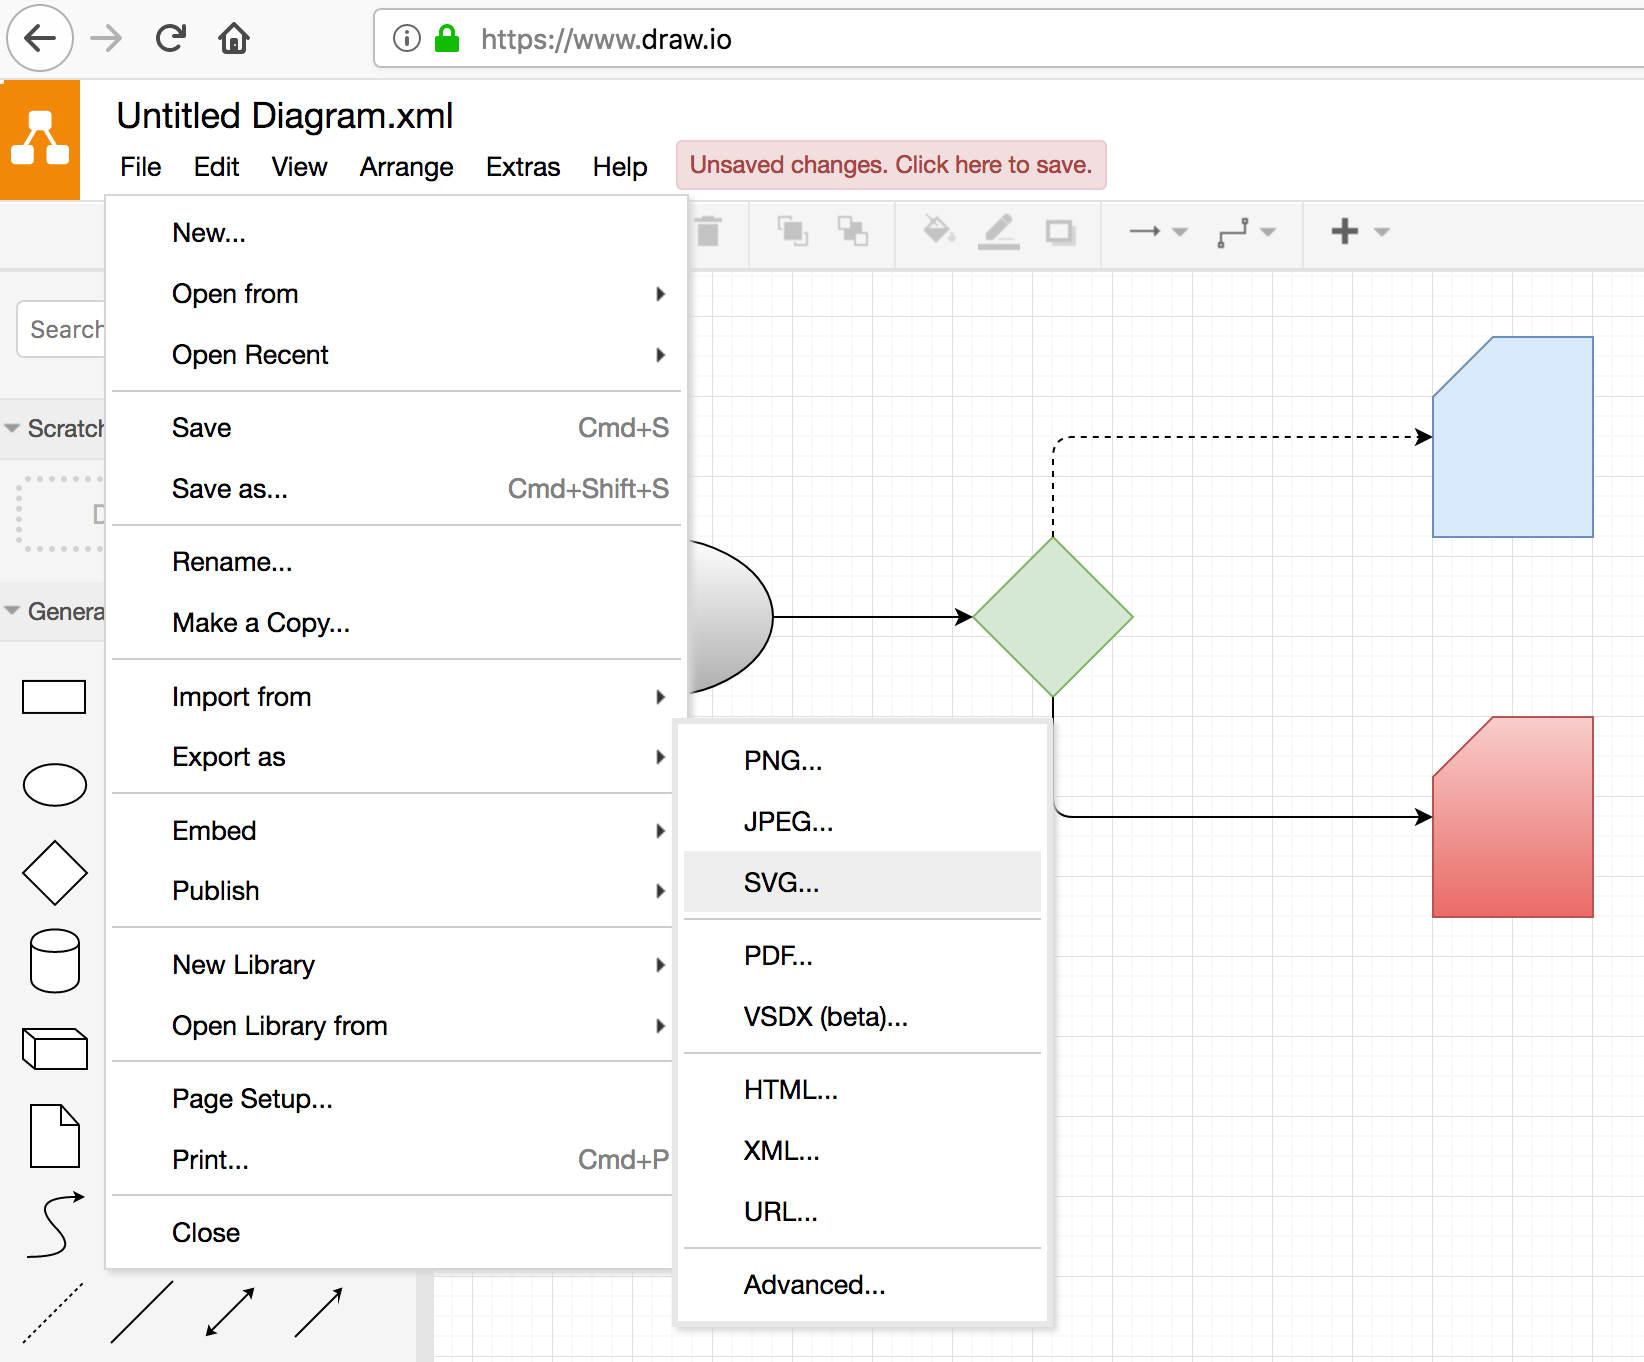 https://www.draw.io
Untitled Diagram.xml
File Edit View Arrange Extras Help Unsaved changes. Click here to save.
New...
Open from
Open Recent
Save Cmd+S
Save as... Cmd+Shift+S
Rename...
Make a Copy...
Import from
Export as
Embed
Publish
New Library
Open Library from
Page Setup...
Print... Cmd+P
Close
Search
Scratch
Genera
PNG...
JPEG...
SVG...
PDF...
VSDX (beta)...
HTML...
XML...
URL...
Advanced...